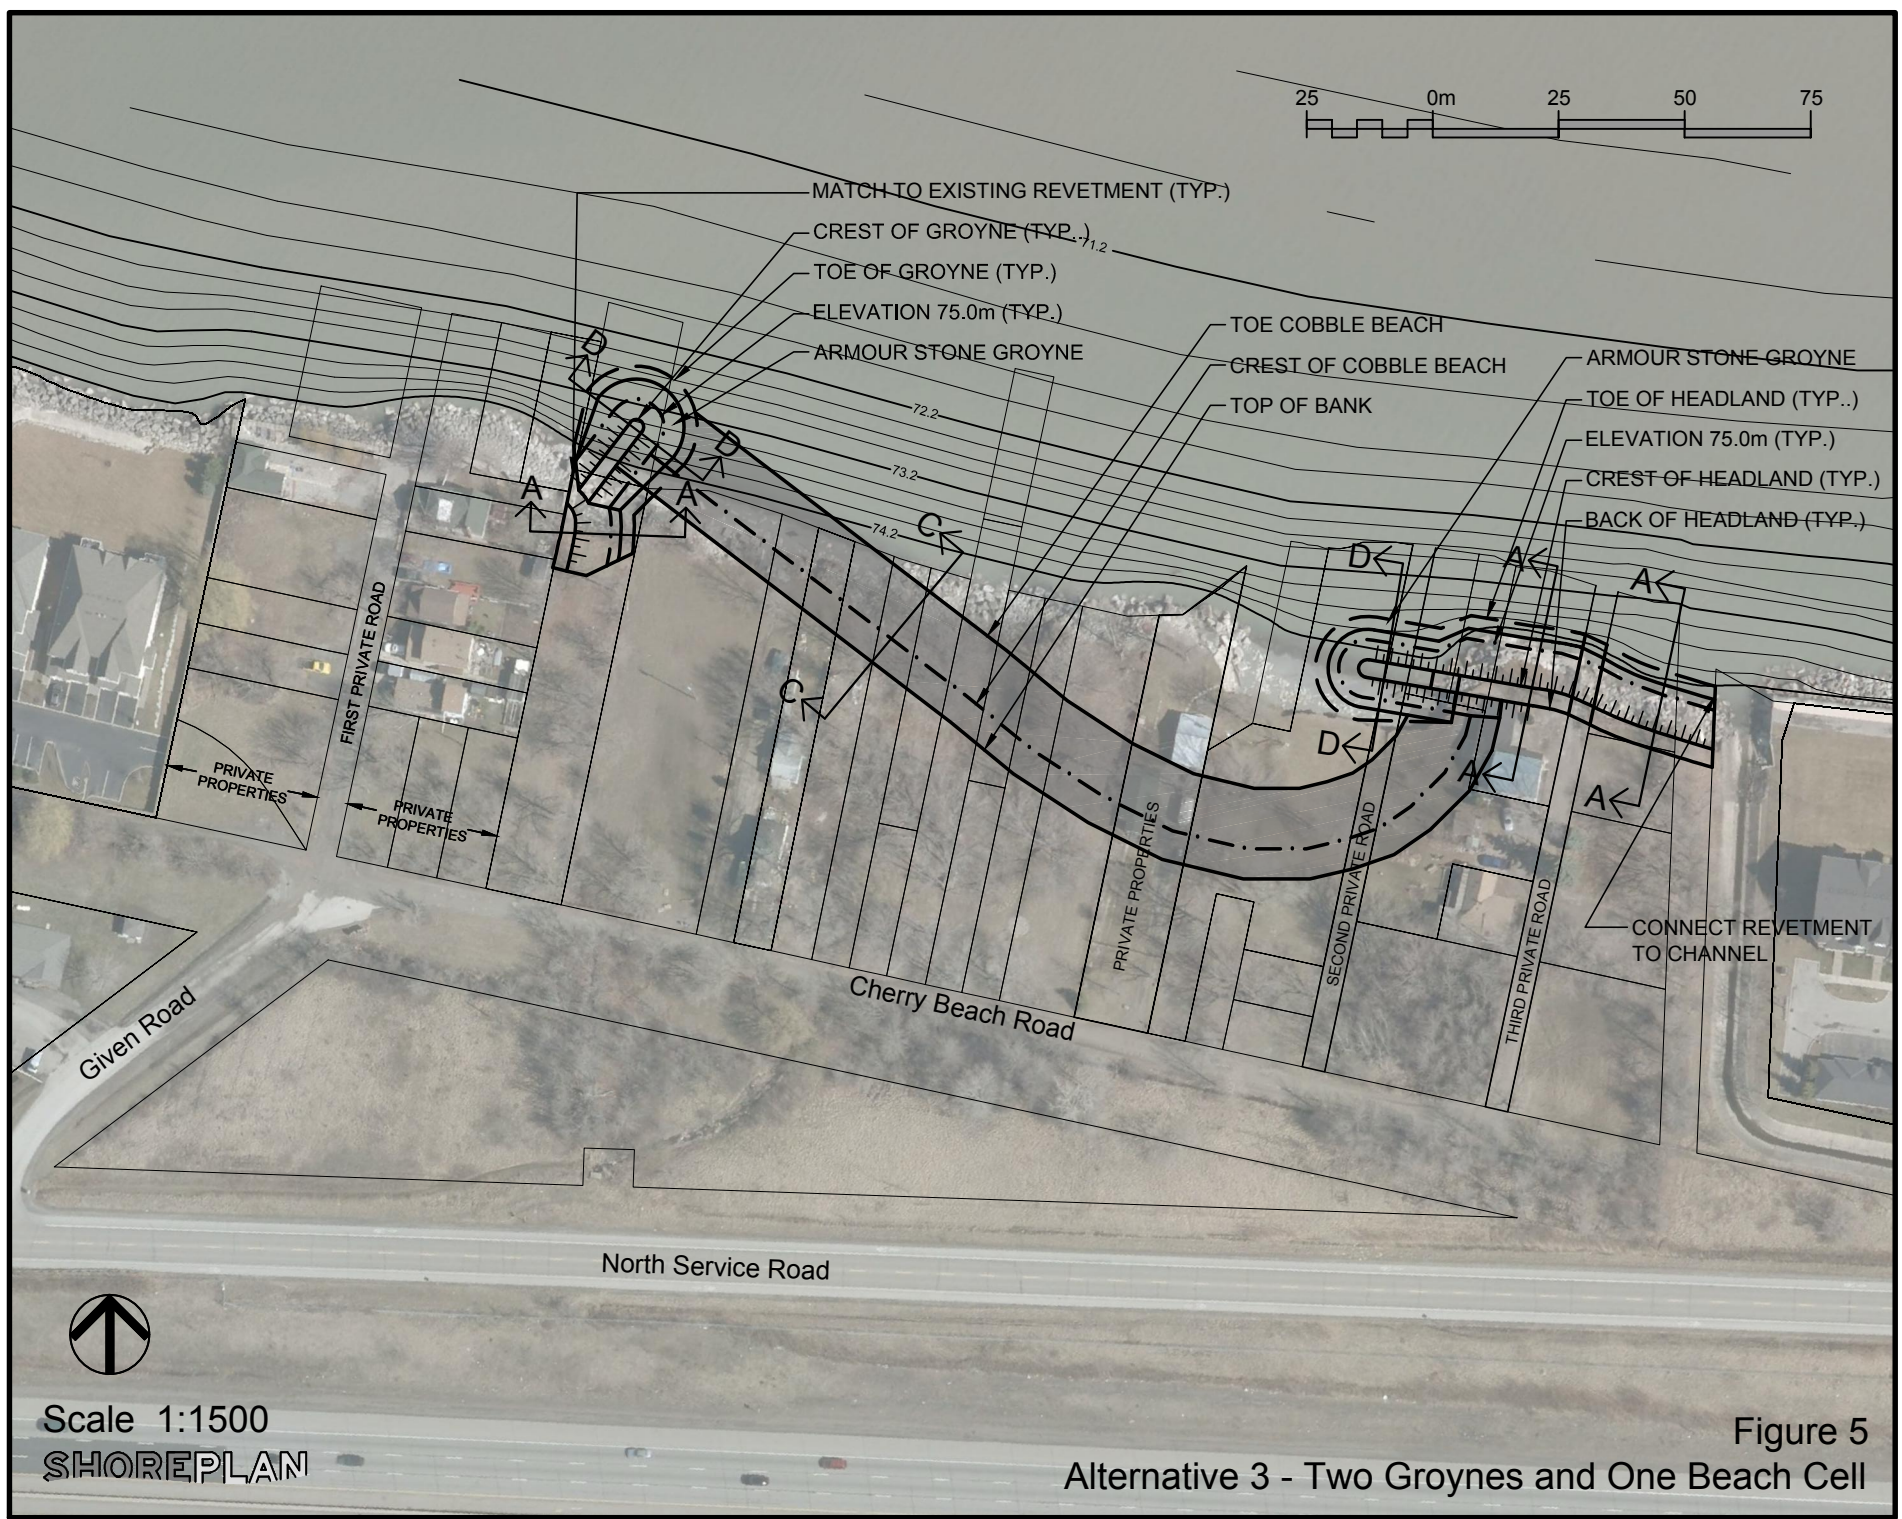 25 0m 25 50 75
MATCH TO EXISTING REVETMENT (TYP.)
CREST OF GROYNE (TYP..)
71.2
TOE OF GROYNE (TYP.)
ELEVATION 75.0m (TYP.)
ARMOUR STONE GROYNE
TOE COBBLE BEACH
CREST OF COBBLE BEACH
TOP OF BANK
ARMOUR STONE GROYNE
TOE OF HEADLAND (TYP..)
ELEVATION 75.0m (TYP.)
CREST OF HEADLAND (TYP.)
BACK OF HEADLAND (TYP.)
D
72.2
D
73.2
A
A
74.2
C
C
D
A
A
D
A
A
FIRST PRIVATE ROAD
PRIVATE
PROPERTIES
PRIVATE
PROPERTIES
PRIVATE PROPERTIES
SECOND PRIVATE ROAD
THIRD PRIVATE ROAD
CONNECT REVETMENT
TO CHANNEL
Given Road
Cherry Beach Road
North Service Road
Scale 1:1500
SHOREPLAN
Figure 5
Alternative 3 - Two Groynes and One Beach Cell